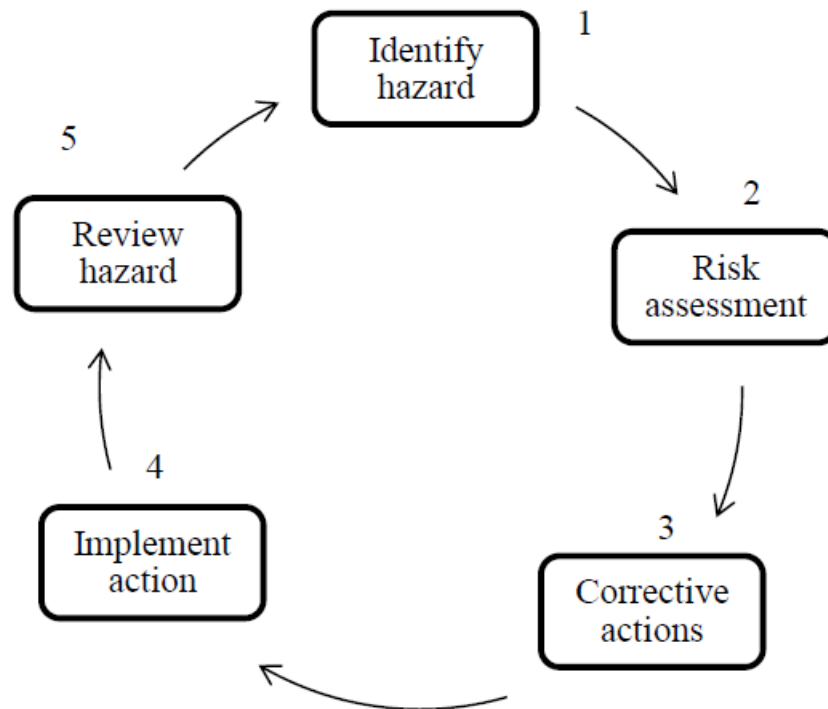 1
Identify
hazard
2
Risk
assessment
3
Corrective
actions
4
Implement
action
5
Review
hazard